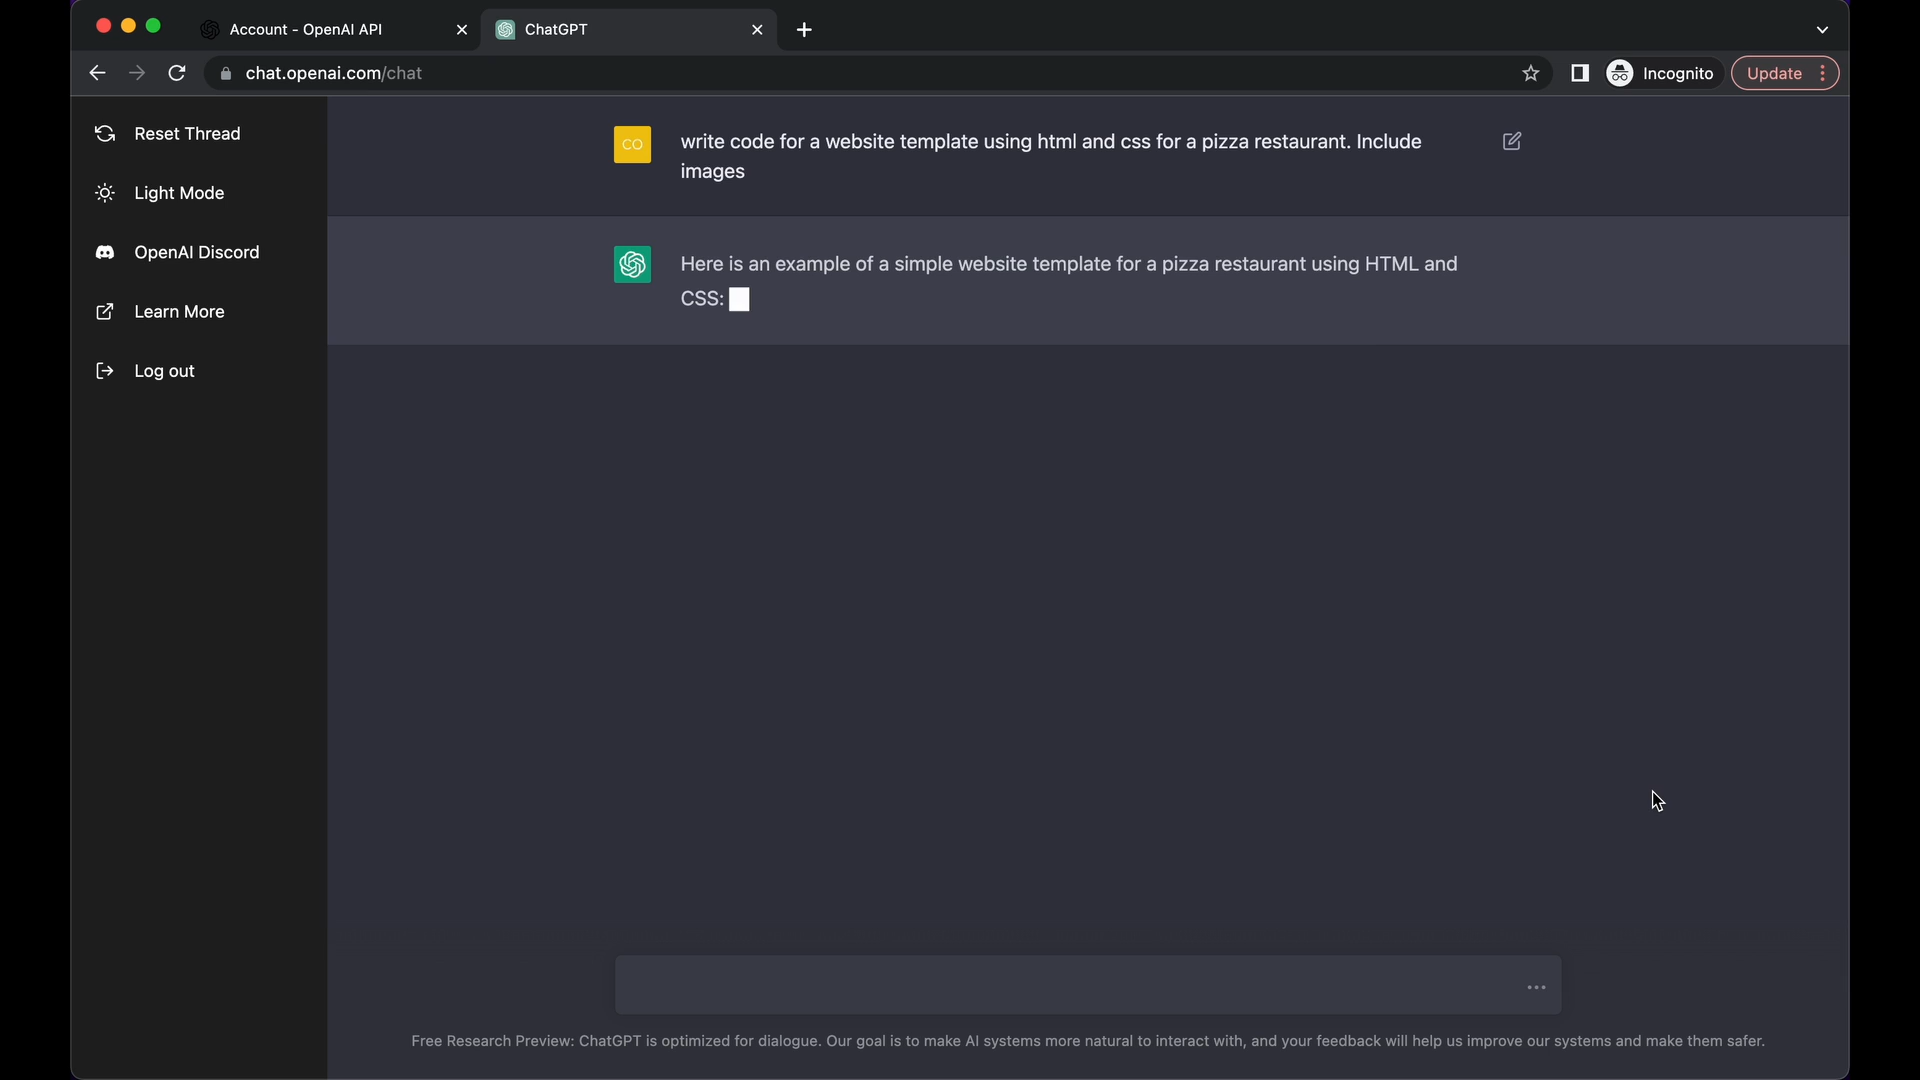 Account - OpenAI API
ChatGPT
chat.openai.com/chat
Incognito
Update
Reset Thread
Light Mode
OpenAI Discord
Learn More
Log out
CO
write code for a website template using html and css for a pizza restaurant. Include
images
Here is an example of a simple website template for a pizza restaurant using HTML and
CSS:
Free Research Preview: ChatGPT is optimized for dialogue. Our goal is to make AI systems more natural to interact with, and your feedback will help us improve our systems and make them safer.